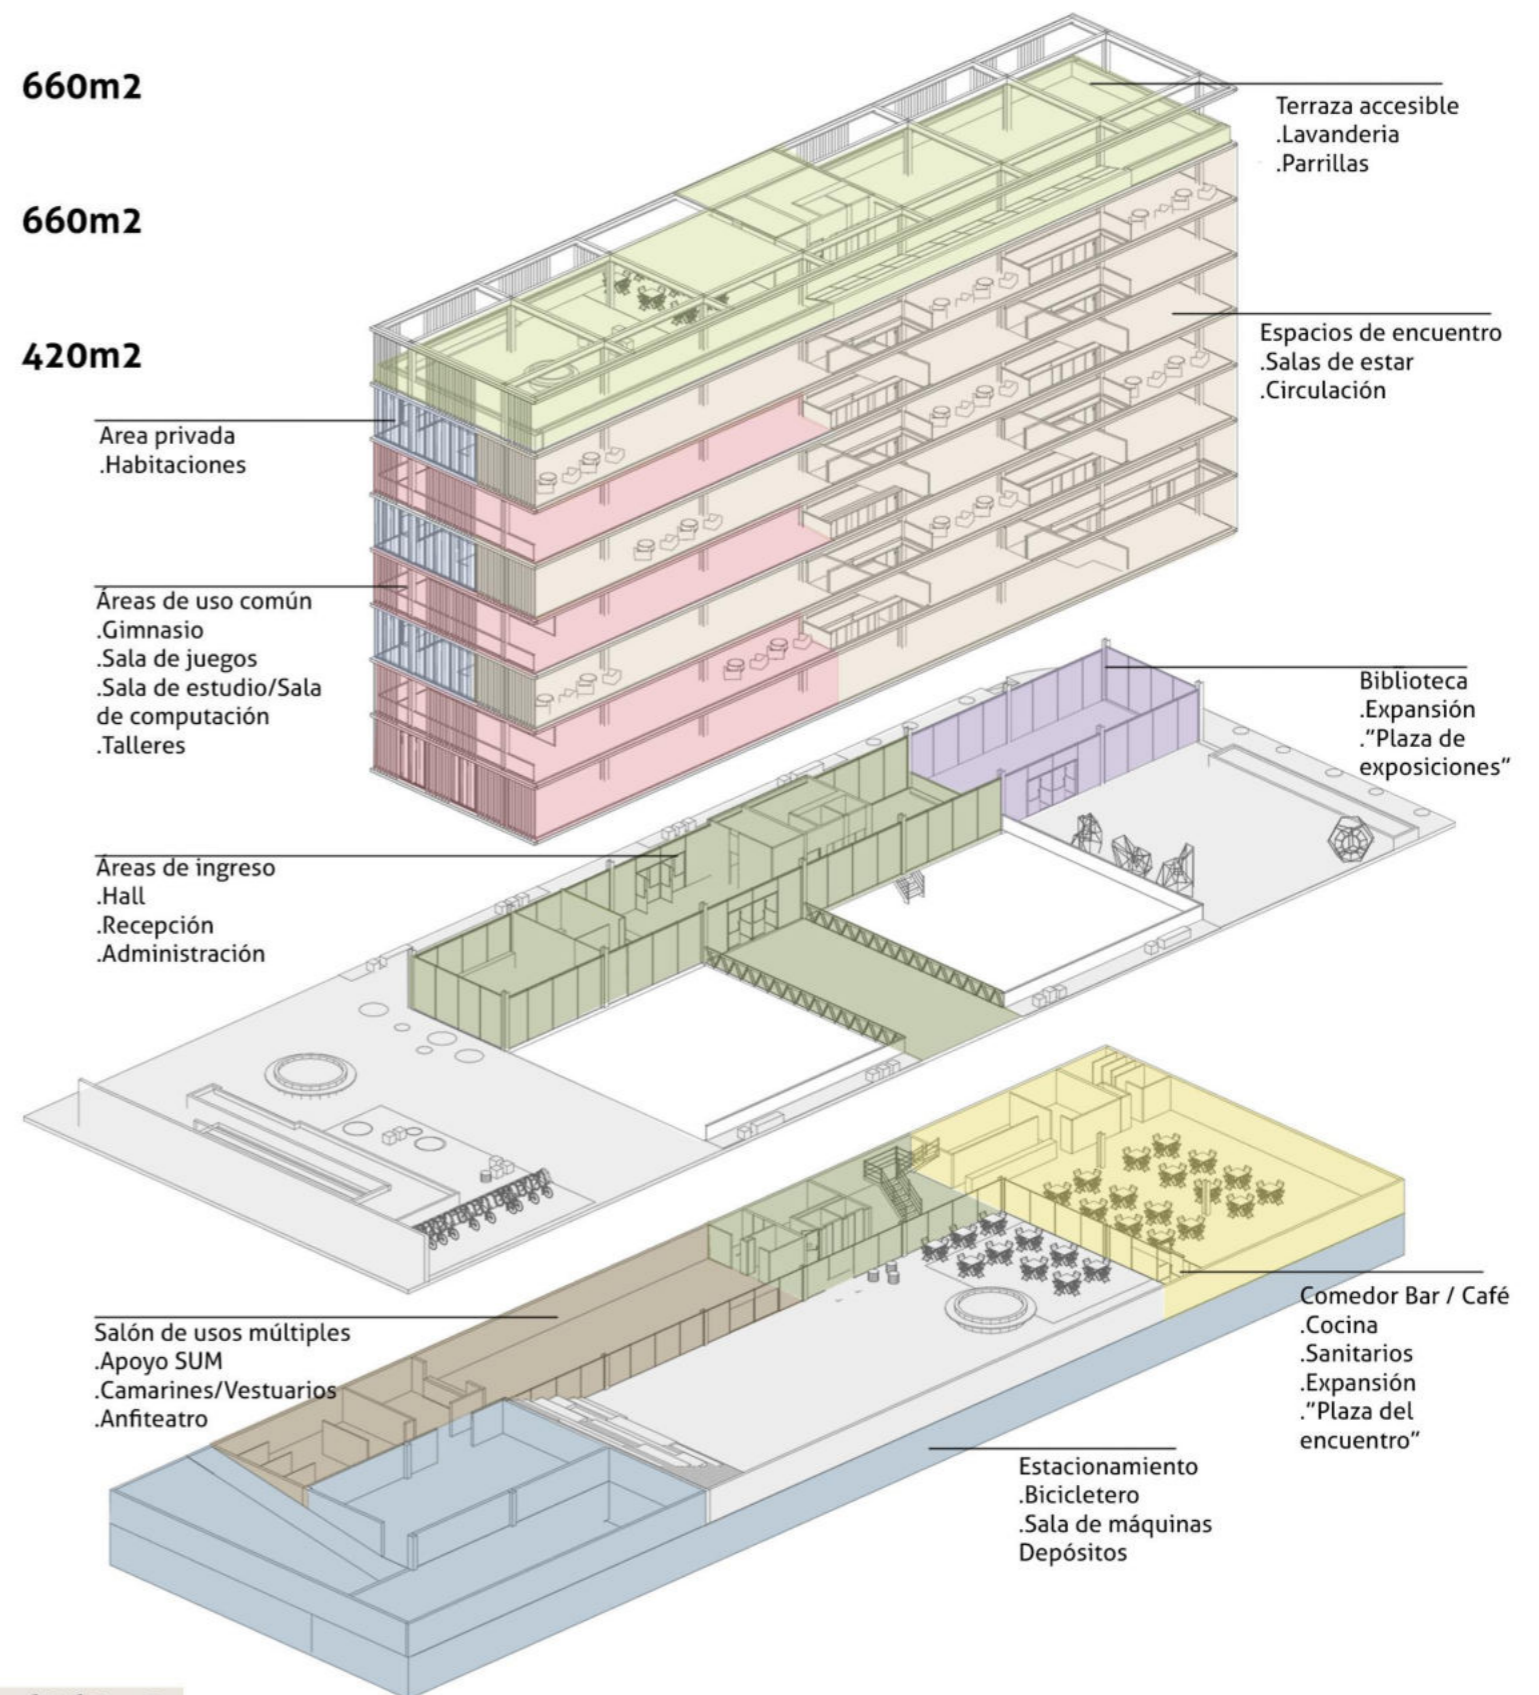 660m2
660m2
420m2
Terraza accesible
.Lavanderia
.Parrillas
Espacios de encuentro
.Salas de estar
.Circulación
Area privada
.Habitaciones
Áreas de uso común
.Gimnasio
.Sala de juegos
.Sala de estudio/Sala
de computación
.Talleres
Biblioteca
.Expansión
."Plaza de
exposiciones"
Áreas de ingreso
.Hall
.Recepción
.Administración
Salón de usos múltiples
.Apoyo SUM
.Camarines/Vestuarios
.Anfiteatro
Comedor Bar / Café
.Cocina
.Sanitarios
.Expansión
."Plaza del
encuentro"
Estacionamiento
.Bicicletero
.Sala de máquinas
Depósitos